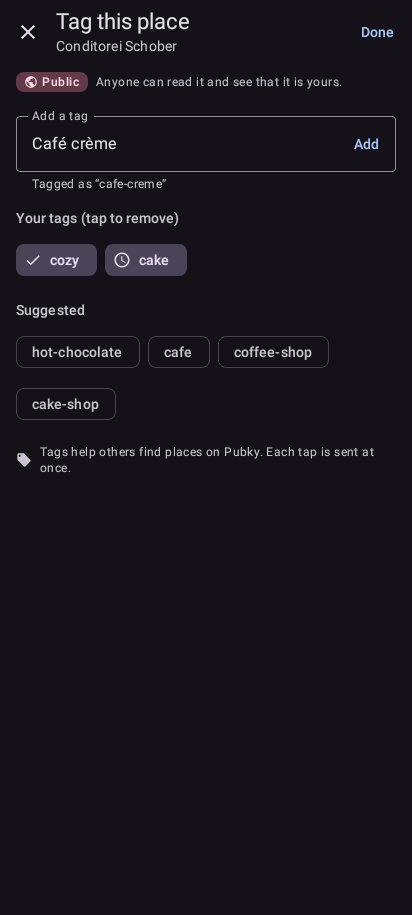 Tag this place
Conditorei Schober
Done
Public
Anyone can read it and see that it is yours.
Add a tag
Café crème
Add
Tagged as “cafe-creme”
Your tags (tap to remove)
cozy
cake
Suggested
hot-chocolate
cafe
coffee-shop
cake-shop
Tags help others find places on Pubky. Each tap is sent at
once.